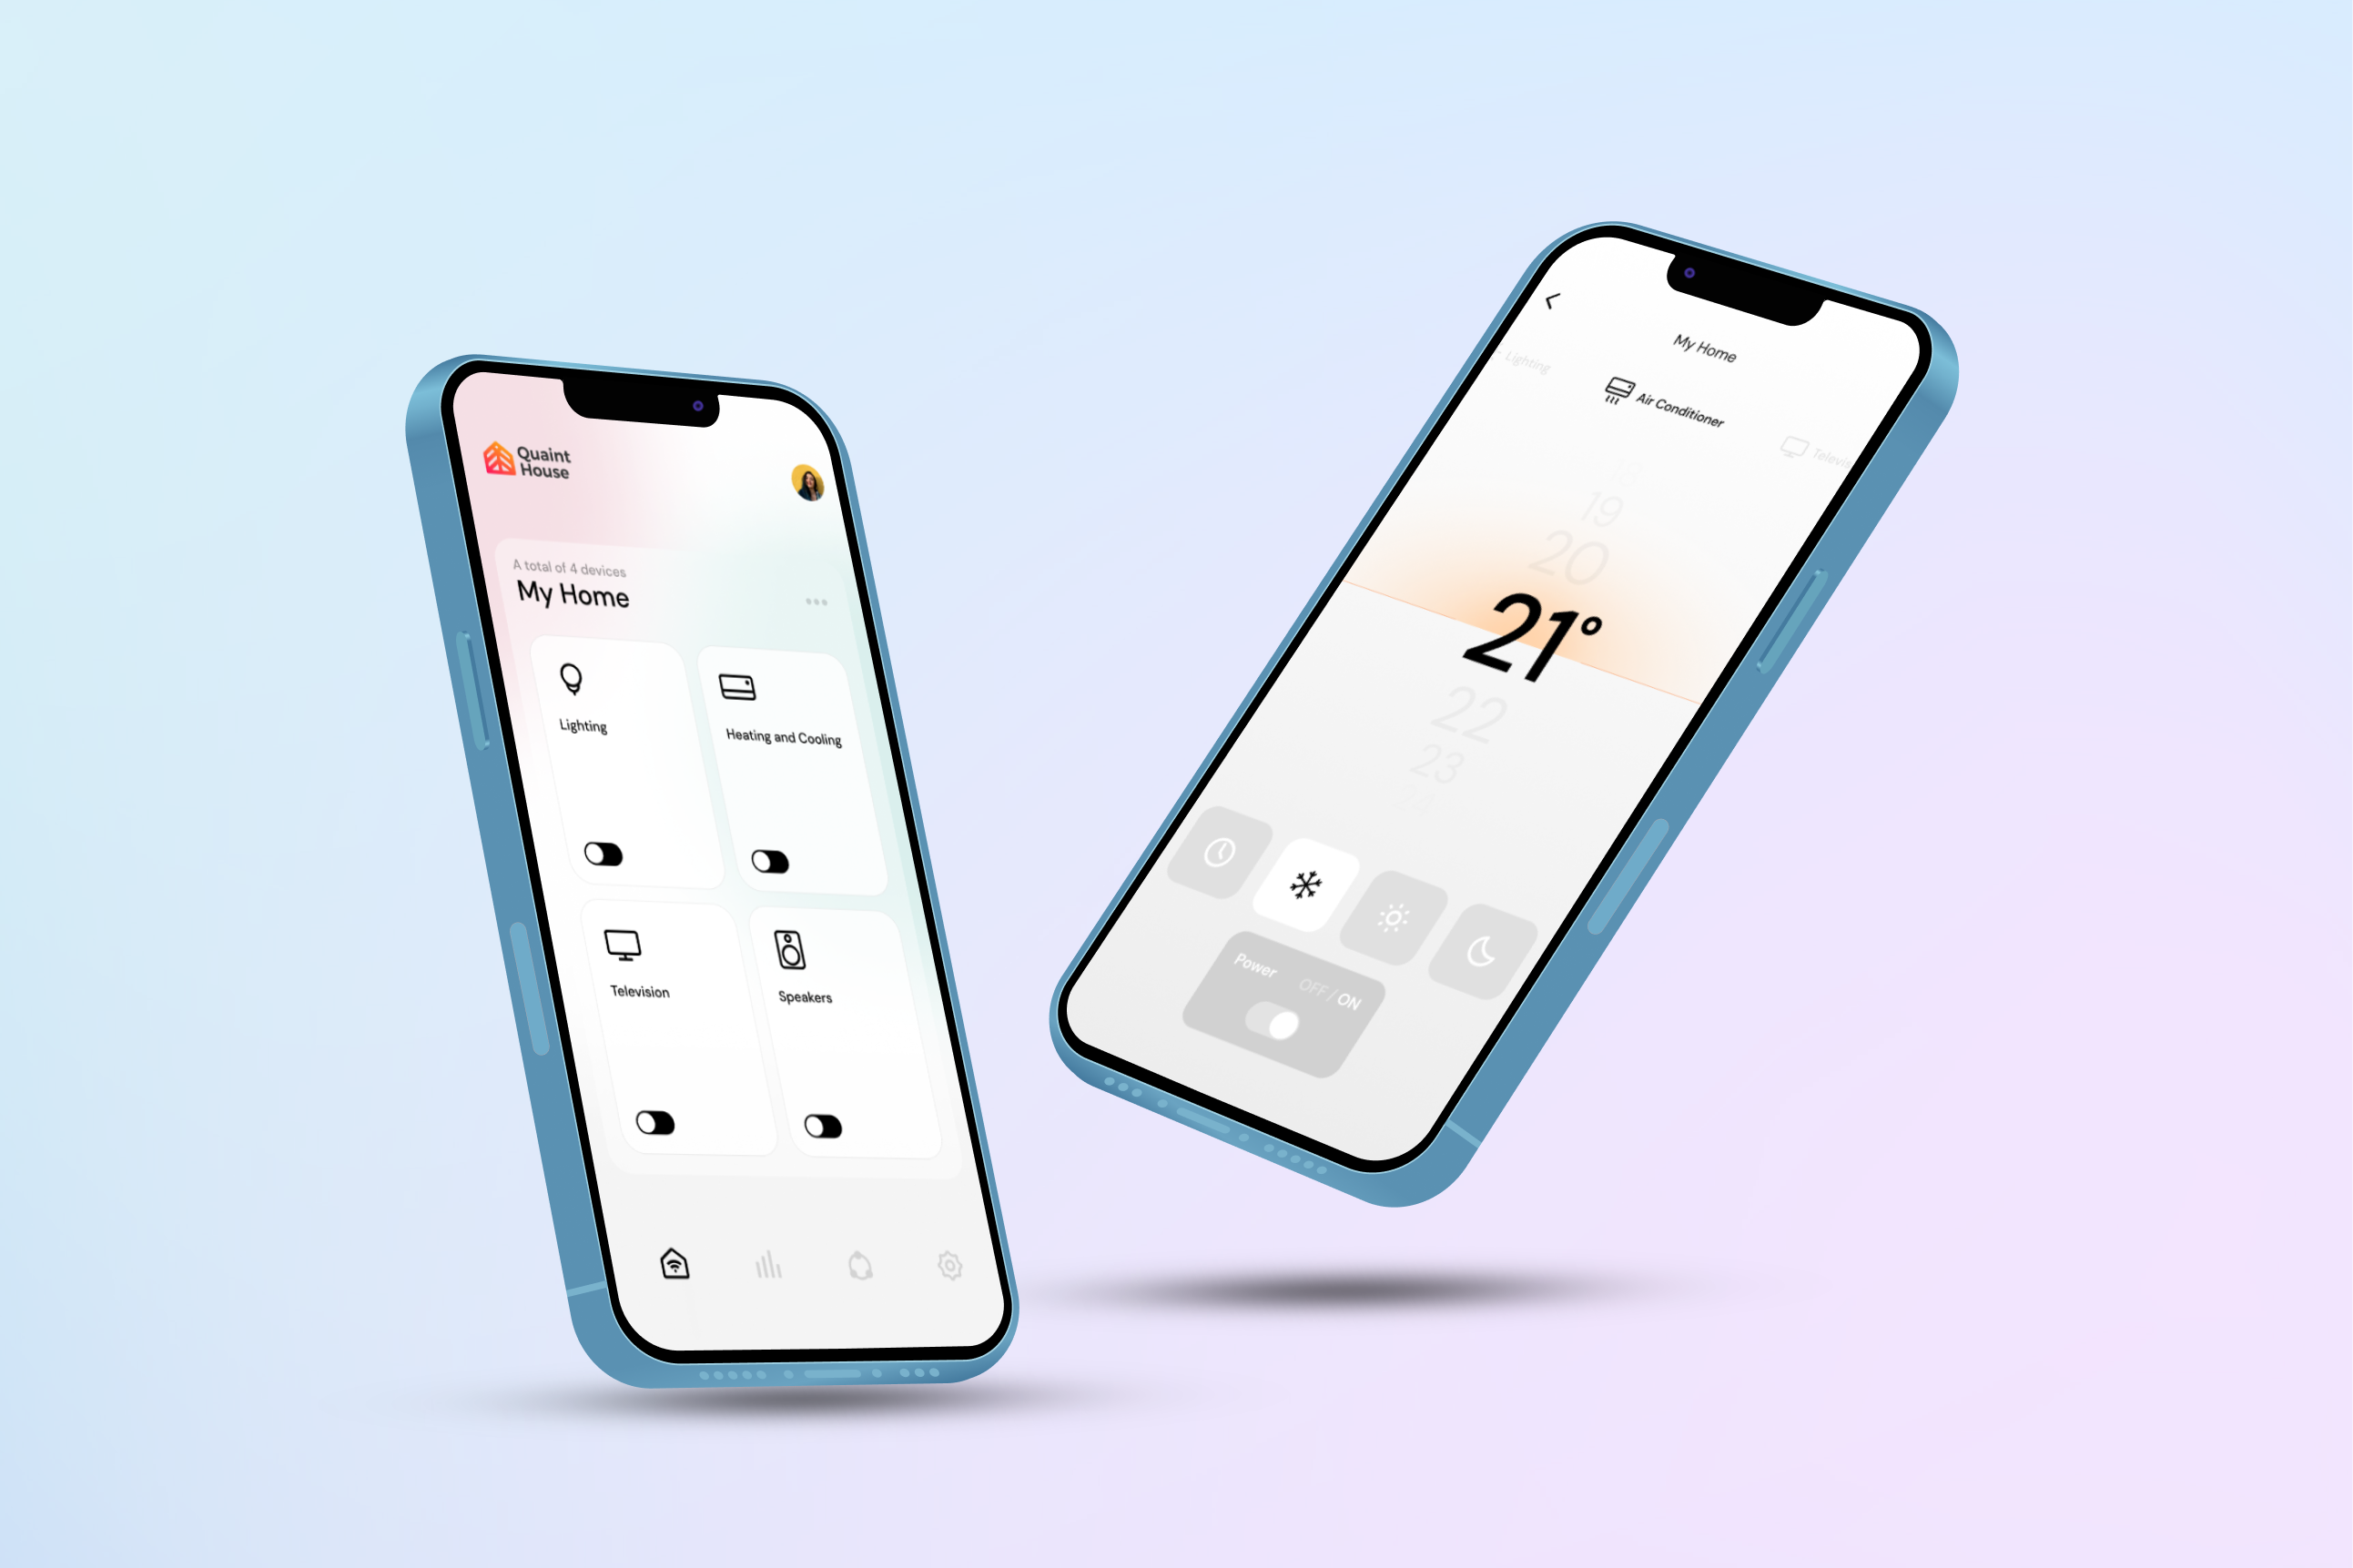 Quaint
House
A total of 4 devices
My Home
Lighting
Heating and Cooling
Television
Speakers
My Home
Lighting
Air Conditioner
Televis
19
20
21°
22
23
Power
OFF / ON